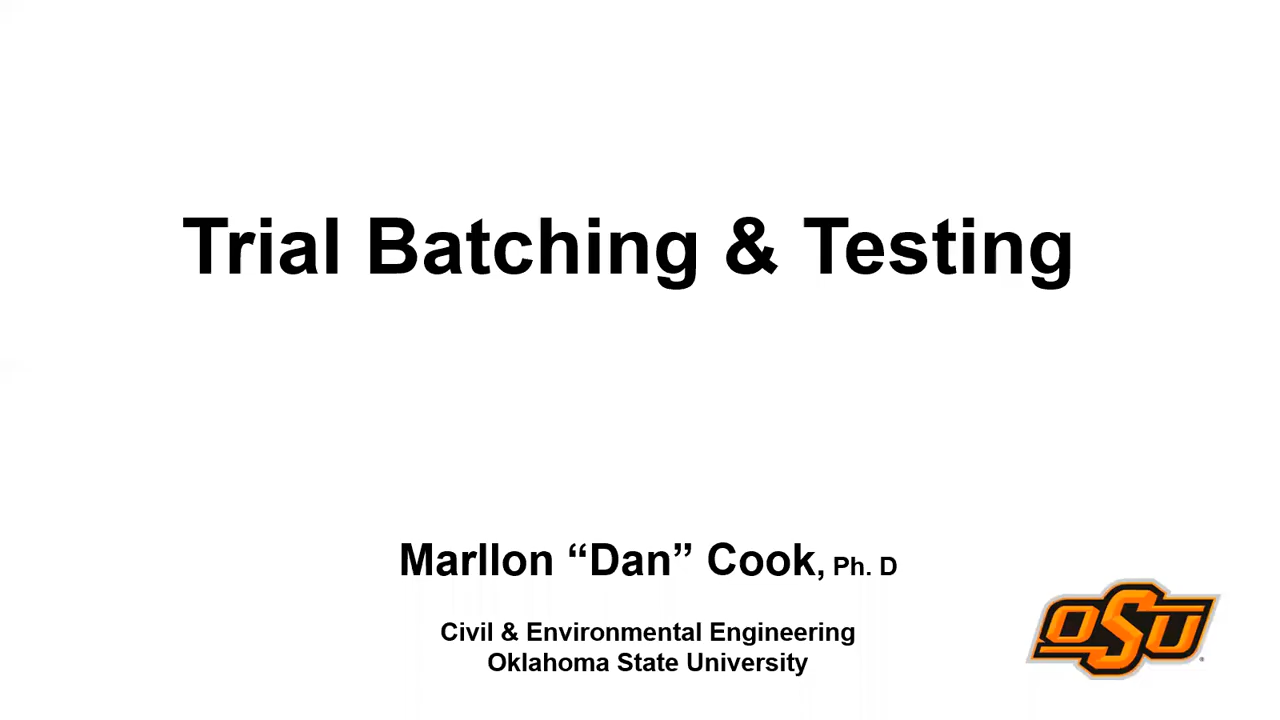 Trial Batching & Testing
Marllon “Dan” Cook, Ph. D
Civil & Environmental Engineering
Oklahoma State University
OSU